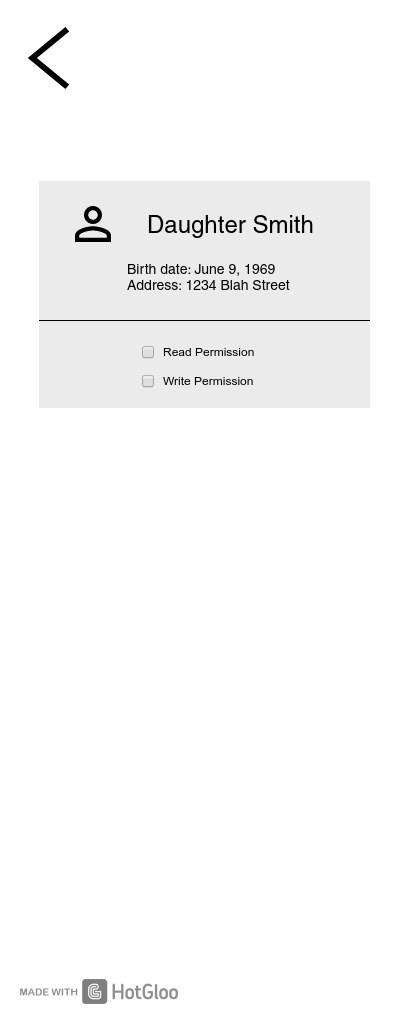 Daughter Smith
Birth date: June 9, 1969
Address: 1234 Blah Street
Read Permission
Write Permission
MADE WITH G HotGloo